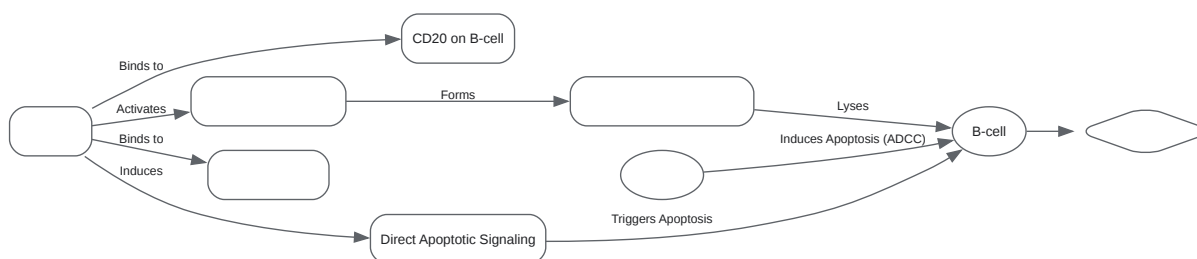 CD20 on B-cell
Binds to
Activates
Forms
Lyses
Binds to
Induces Apoptosis (ADCC)
B-cell
Induces
Triggers Apoptosis
Direct Apoptotic Signaling